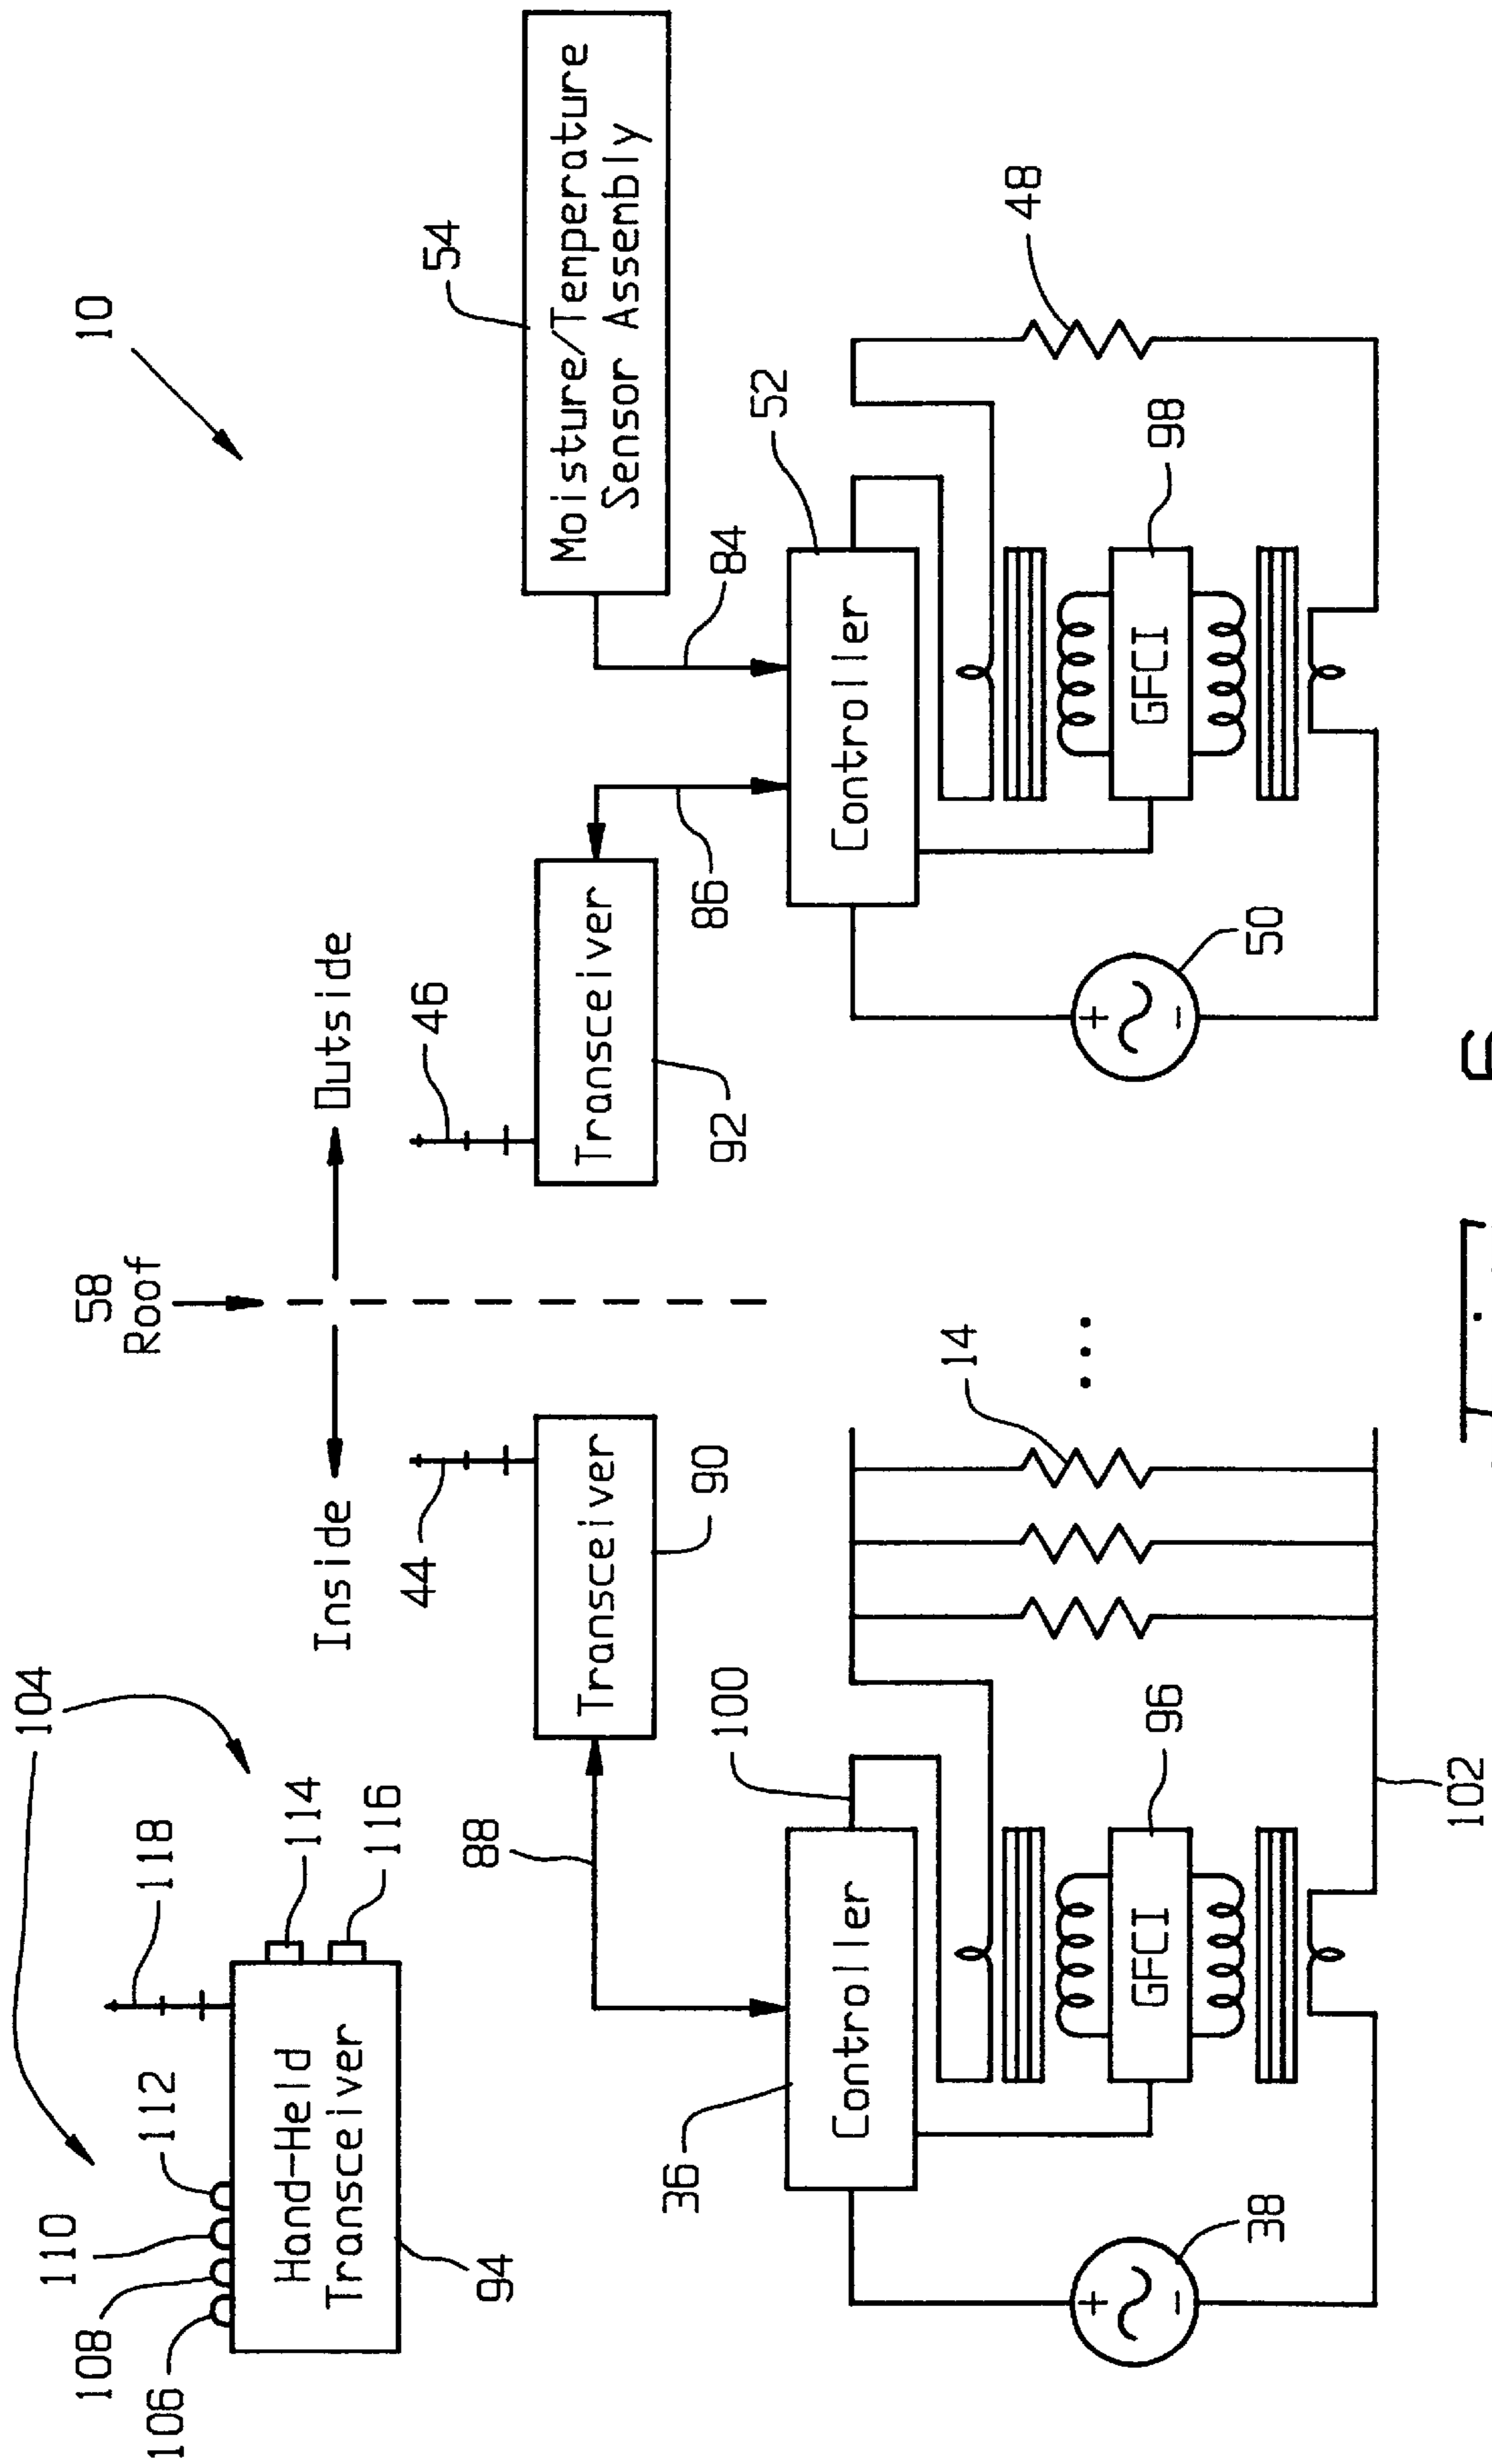 10
58
Roof
Inside
Outside
104
118
112
110
108
106
114
116
Hand-Held
Transceiver
94
44
46
54
Moisture/Temperature
Sensor Assembly
88
Transceiver
90
Transceiver
92
86
84
36
Controller
100
52
Controller
14
...
48
38
+
-
GFCI
96
102
50
+
-
GFCI
98